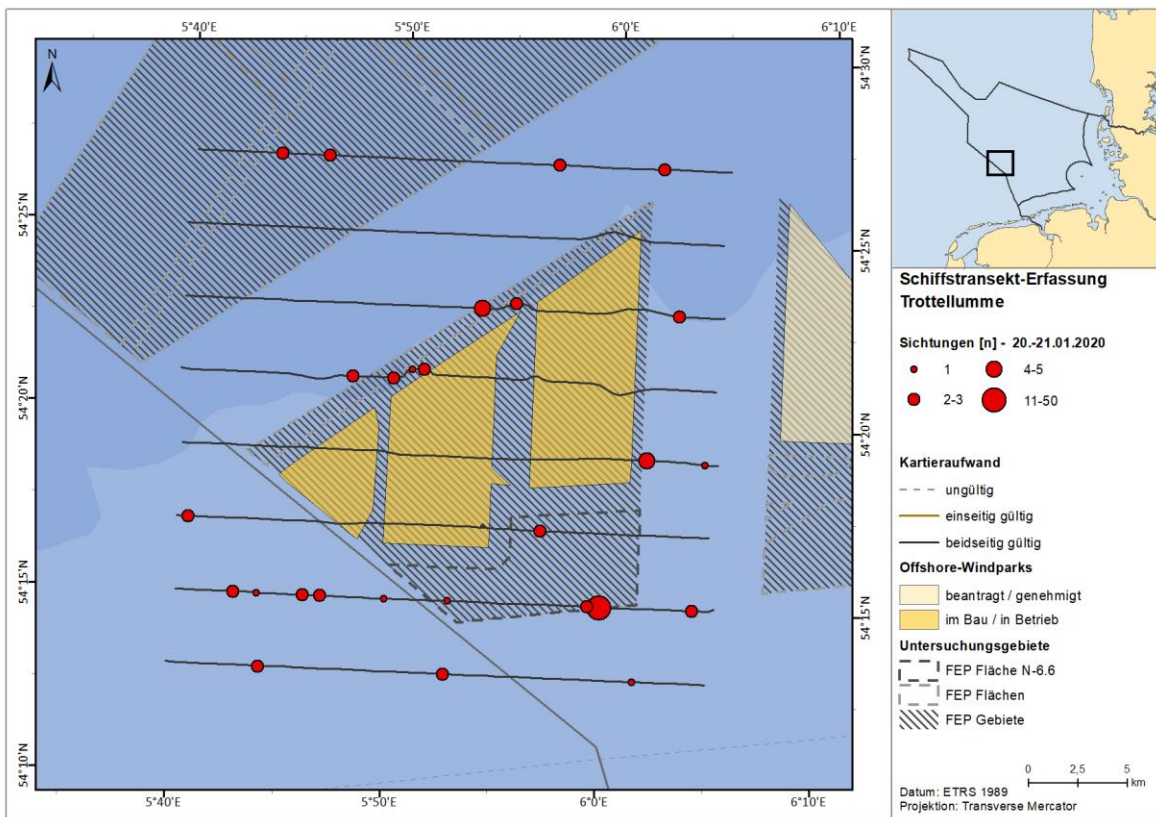 5°40'E
5°50'E
6°0'E
6°10'E
N
54°30'N
54°25'N
54°25'N
54°20'N
54°20'N
54°15'N
54°15'N
54°10'N
5°40'E
5°50'E
6°0'E
6°10'E
Schiffstransekt-Erfassung
Trottellumme
Sichtungen [n] - 20.-21.01.2020
1
4-5
2-3
11-50
Kartieraufwand
ungültig
einseitig gültig
beidseitig gültig
Offshore-Windparks
beantragt / genehmigt
im Bau / in Betrieb
Untersuchungsgebiete
FEP Fläche N-6.6
FEP Flächen
FEP Gebiete
0 2,5 5
km
Datum: ETRS 1989
Projektion: Transverse Mercator